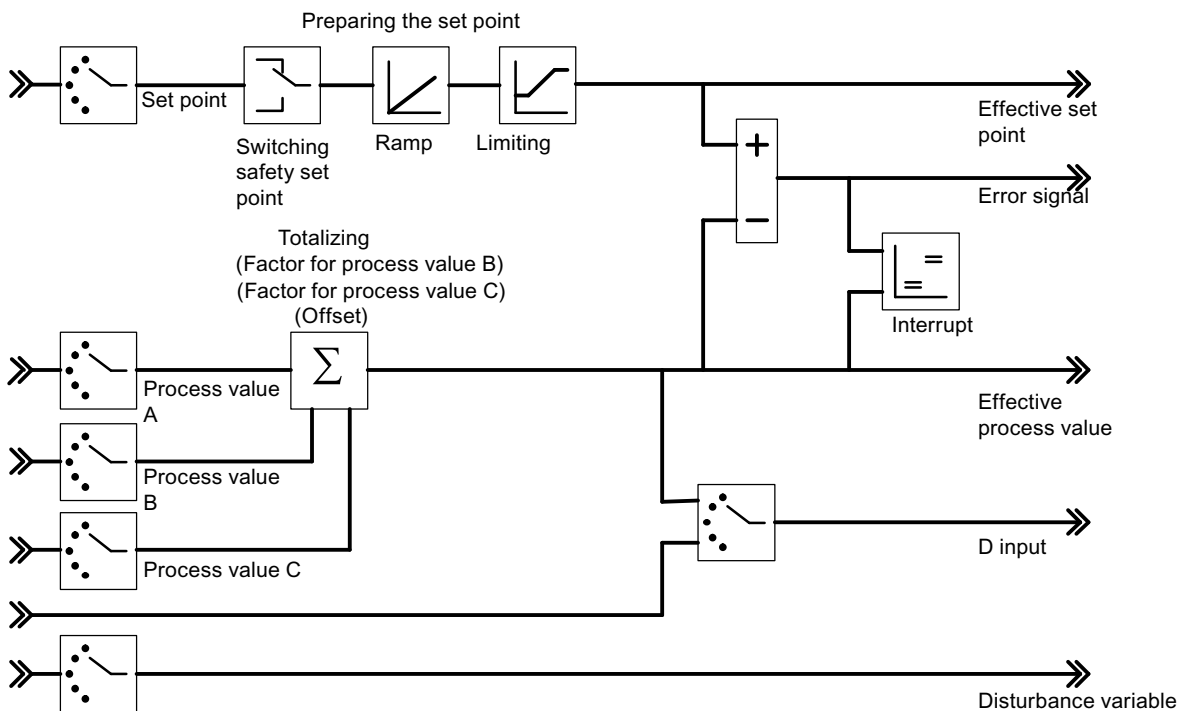 Preparing the set point
Set point
Switching
safety set
point
Ramp
Limiting
Effective set
point
+
−
Error signal
Totalizing
(Factor for process value B)
(Factor for process value C)
(Offset)
Interrupt
Σ
Process value
A
Effective
process value
Process value
B
Process value C
D input
Disturbance variable